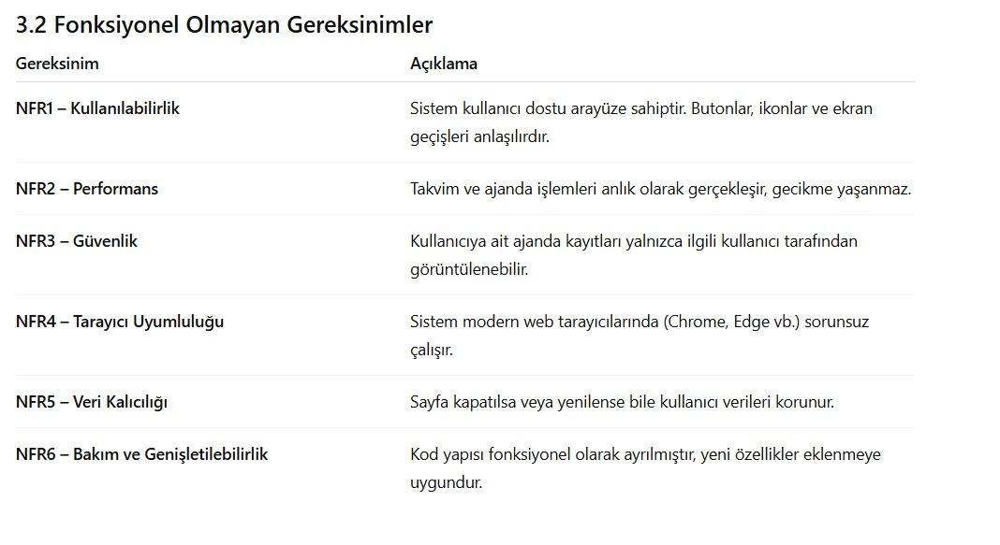 3.2 Fonksiyonel Olmayan Gereksinimler
Gereksinim Açıklama
NFR1 – Kullanılabilirlik Sistem kullanıcı dostu arayüze sahiptir. Butonlar, ikonlar ve ekran
geçişleri anlaşılırdır.
NFR2 – Performans Takvim ve ajanda işlemleri anlık olarak gerçekleşir, gecikme yaşanmaz.
NFR3 – Güvenlik Kullanıcıya ait ajanda kayıtları yalnızca ilgili kullanıcı tarafından
görüntülenebilir.
NFR4 – Tarayıcı Uyumluluğu Sistem modern web tarayıcılarında (Chrome, Edge vb.) sorunsuz
çalışır.
NFR5 – Veri Kalıcılığı Sayfa kapatılsa veya yenilense bile kullanıcı verileri korunur.
NFR6 – Bakım ve Genişletilebilirlik Kod yapısı fonksiyonel olarak ayrılmıştır, yeni özellikler eklenmeye
uygundur.